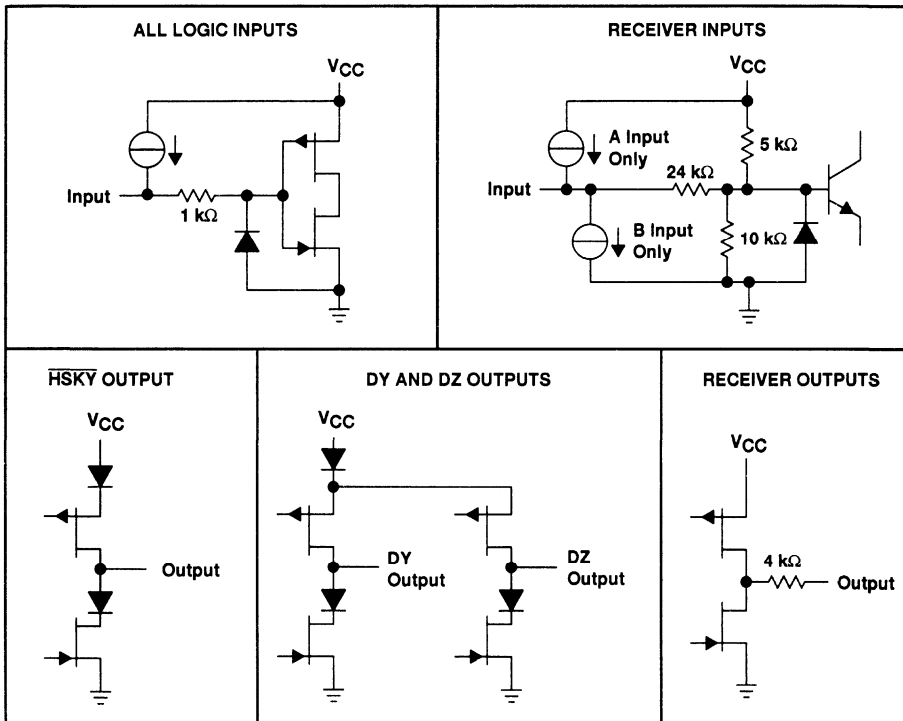 ALL LOGIC INPUTS
VCC
Input
1 kΩ
RECEIVER INPUTS
VCC
A Input
Only
5 kΩ
24 kΩ
Input
B Input
Only
10 kΩ
HSKY OUTPUT
VCC
Output
DY AND DZ OUTPUTS
VCC
DY
Output
DZ
Output
RECEIVER OUTPUTS
VCC
4 kΩ
Output